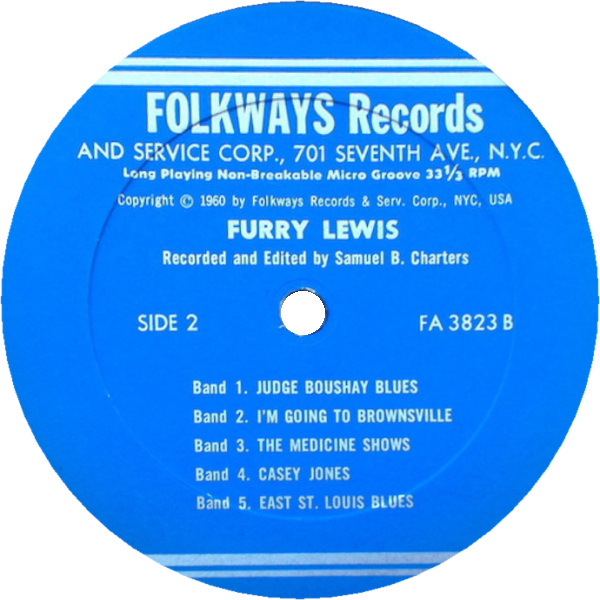 FOLKWAYS Records
AND SERVICE CORP., 701 SEVENTH AVE., N.Y.C.
Long Playing Non-Breakable Micro Groove 33 1/3 RPM
Copyright © 1960 by Folkways Records & Serv. Corp., NYC, USA
FURRY LEWIS
Recorded and Edited by Samuel B. Charters
SIDE 2 FA 3823 B
Band 1. JUDGE BOUSHAY BLUES
Band 2. I'M GOING TO BROWNSVILLE
Band 3. THE MEDICINE SHOWS
Band 4. CASEY JONES
Band 5. EAST ST. LOUIS BLUES